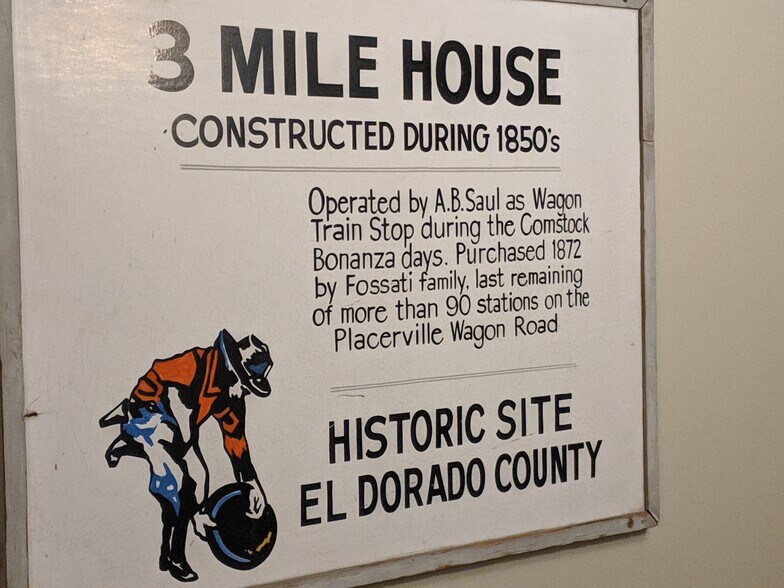 3 MILE HOUSE
CONSTRUCTED DURING 1850's
Operated by A.B.Saul as Wagon
Train Stop during the Comstock
Bonanza days. Purchased 1872
by Fossati family, last remaining
of more than 90 stations on the
Placerville Wagon Road
HISTORIC SITE
EL DORADO COUNTY